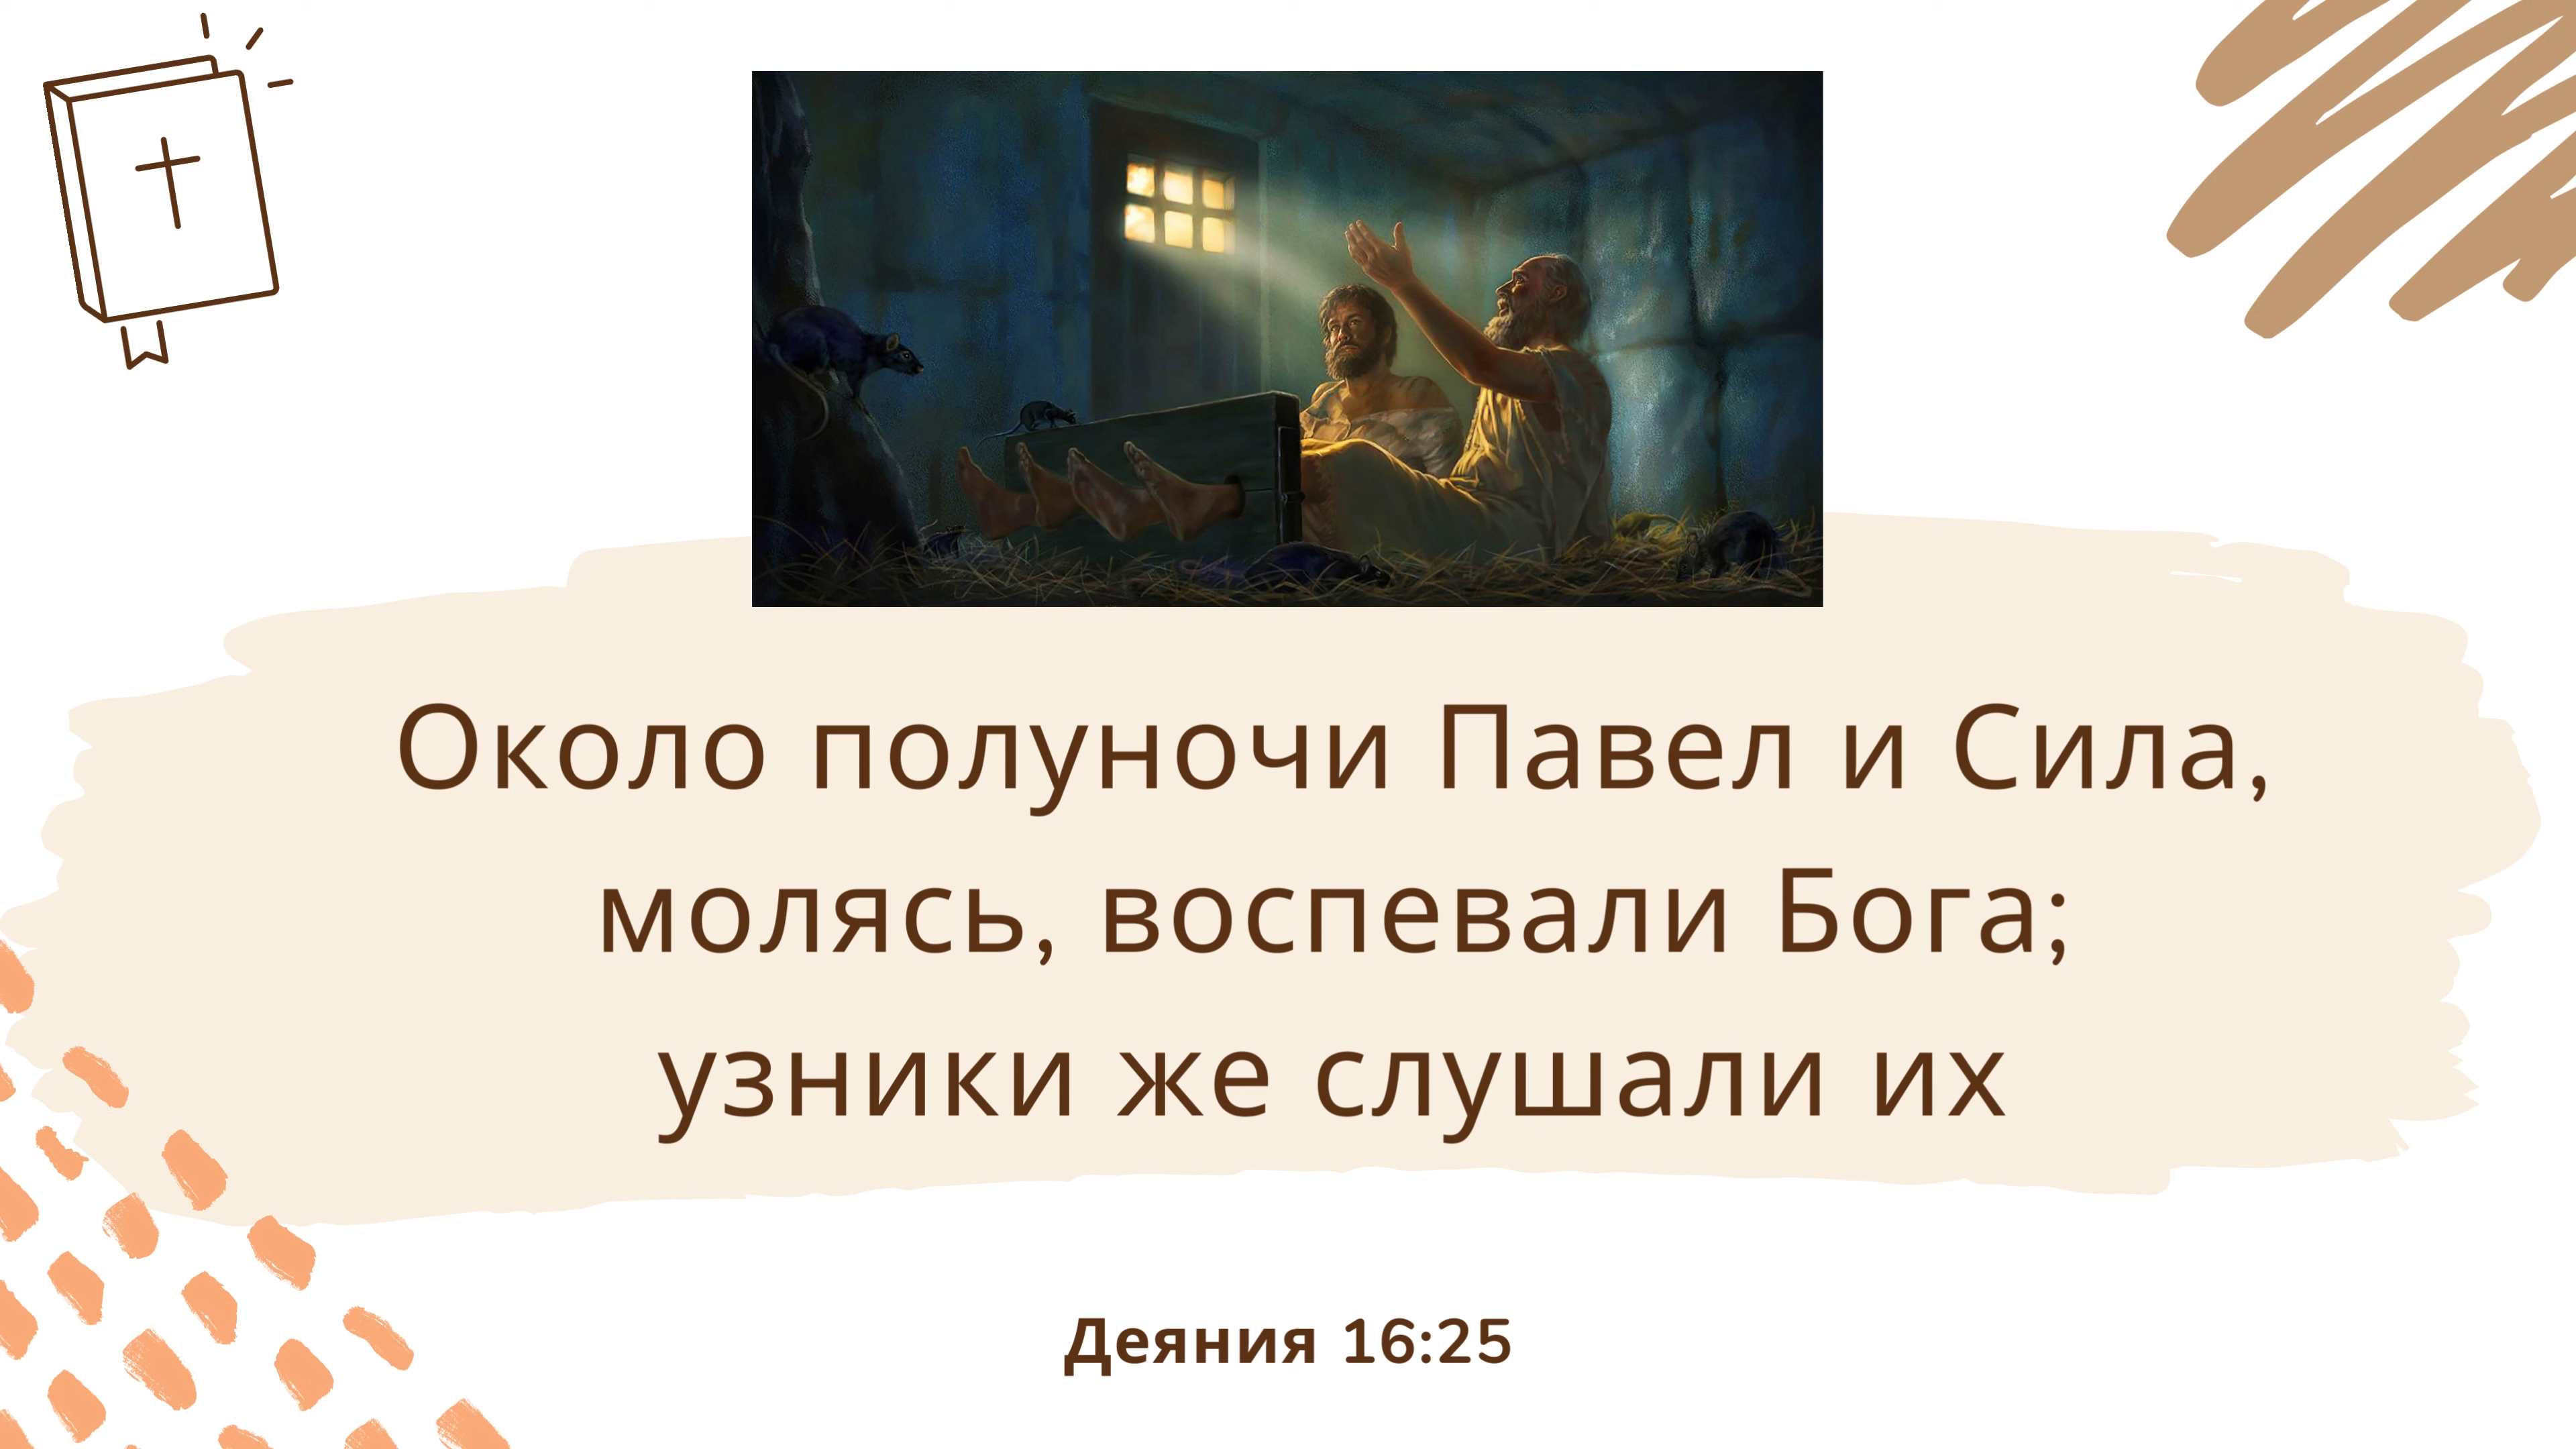 Около полуночи Павел и Сила,
молясь, воспевали Бога;
узники же слушали их
Деяния 16:25